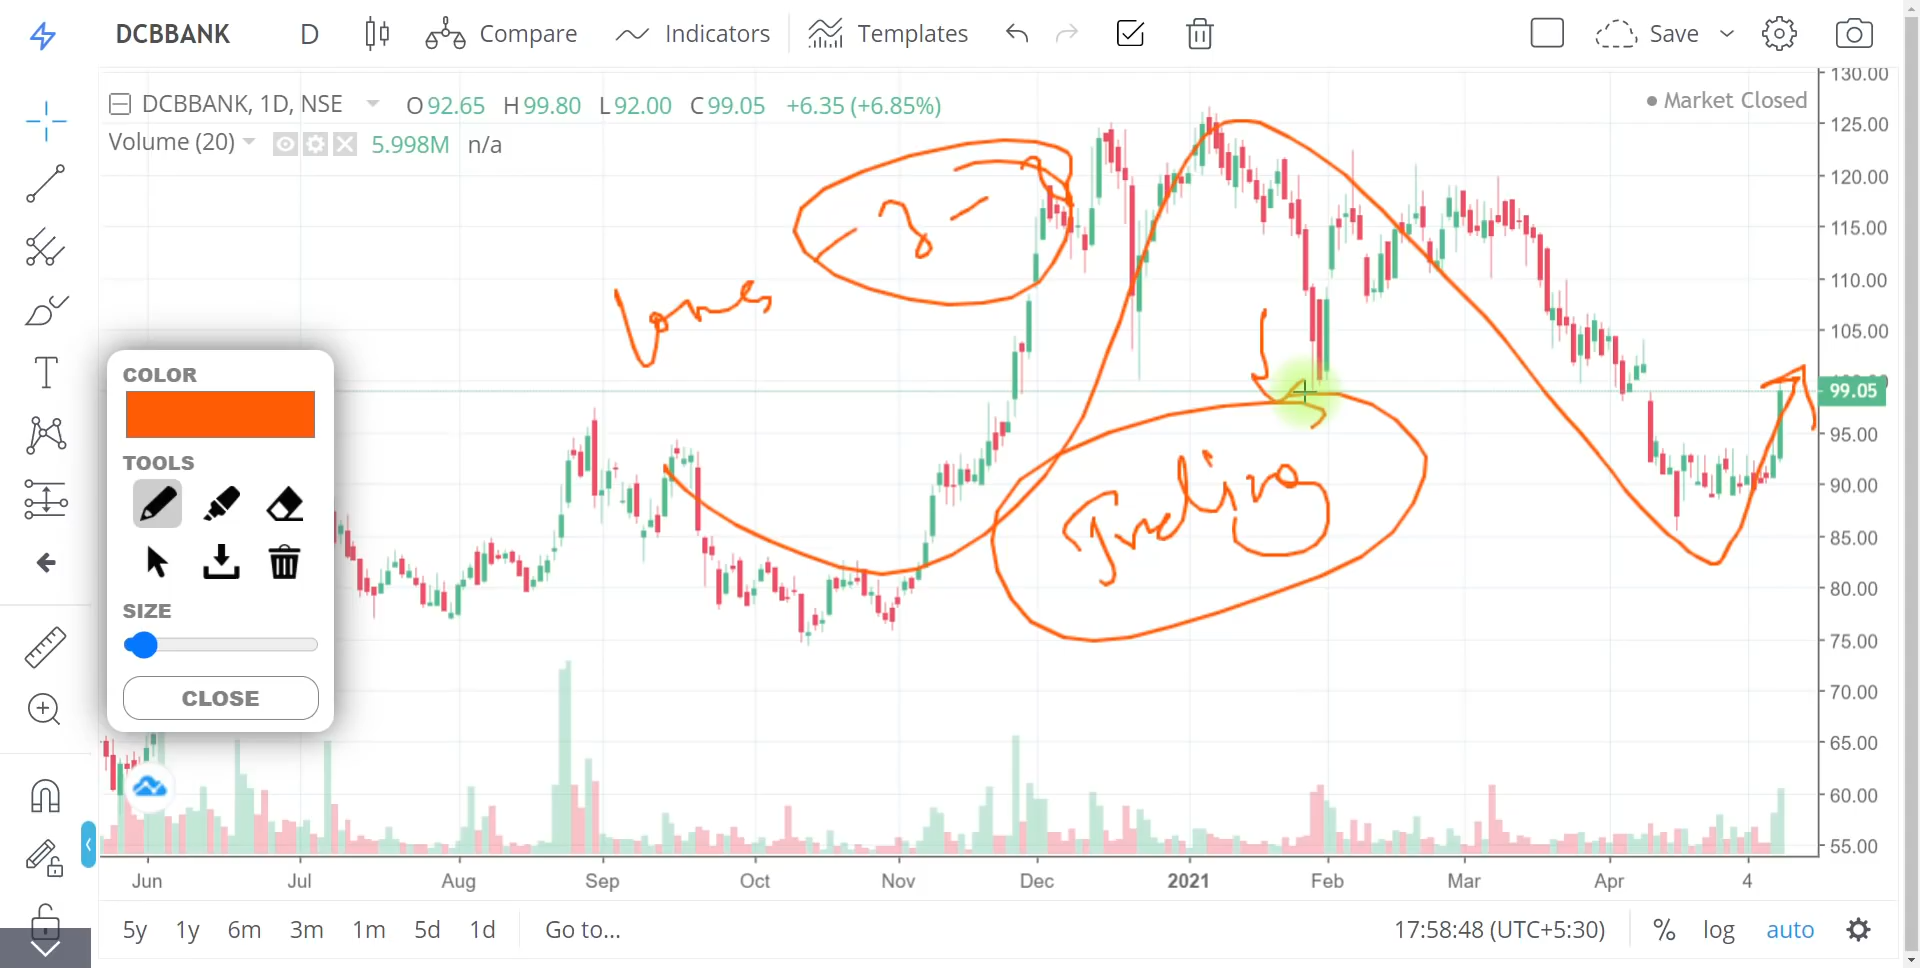 DCBBANK D Compare Indicators Templates Save
DCBBANK, 1D, NSE O92.65 H99.80 L92.00 C99.05 +6.35 (+6.85%)
Market Closed
Volume (20) 5.998M n/a
130.00
125.00
120.00
115.00
110.00
105.00
99.05
95.00
90.00
85.00
80.00
75.00
70.00
65.00
60.00
55.00
COLOR
TOOLS
SIZE
CLOSE
Jun Jul Aug Sep Oct Nov Dec 2021 Feb Mar Apr 4
5y 1y 6m 3m 1m 5d 1d Go to... 17:58:48 (UTC+5:30) % log auto